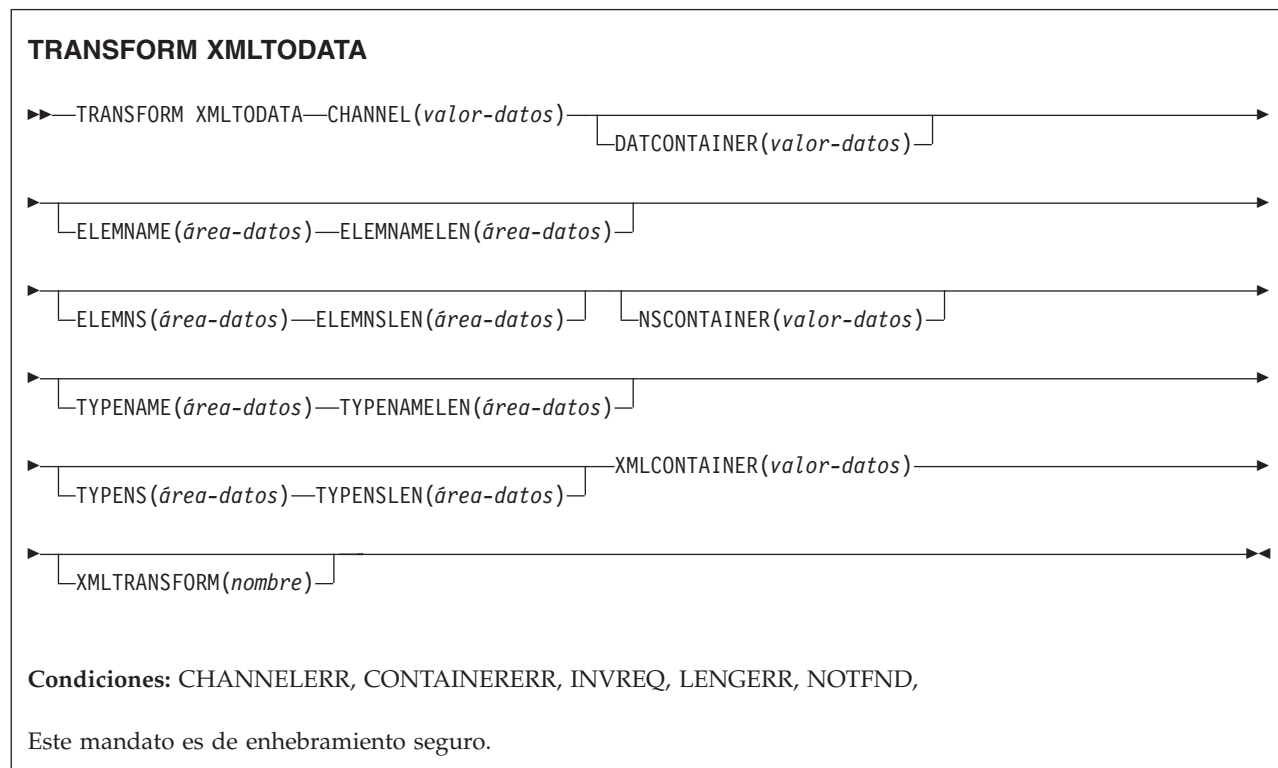 TRANSFORM XMLTODATA
TRANSFORM XMLTODATA CHANNEL(valor-datos)
DATCONTAINER(valor-datos)
ELEMNAME(área-datos) ELEMNAMELEN(área-datos)
ELEMNS(área-datos) ELEMNSLEN(área-datos) NSCONTAINER(valor-datos)
TYPENAME(área-datos) TYPENAMELEN(área-datos)
XMLCONTAINER(valor-datos)
TYPENS(área-datos) TYPENSLEN(área-datos)
XMLTRANSFORM(nombre)
Condiciones: CHANNELERR, CONTAINERERR, INVREQ, LENGERR, NOTFND,
Este mandato es de enhebramiento seguro.